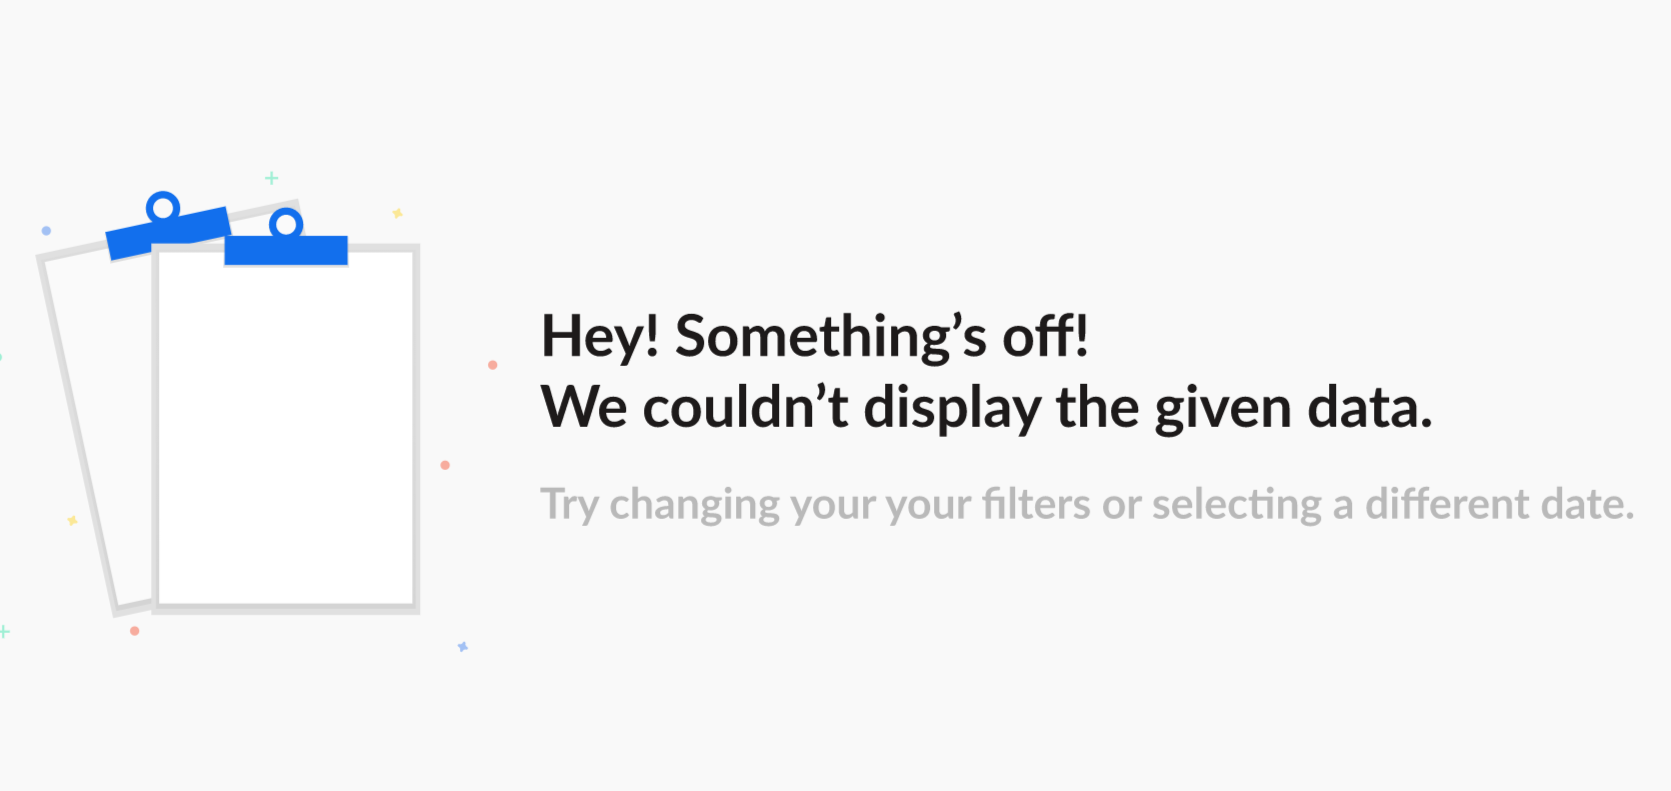 Hey! Something’s off!
We couldn’t display the given data.
Try changing your your filters or selecting a different date.